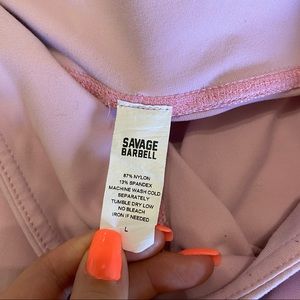 SAVAGE
BARBELL
87% NYLON
13% SPANDEX
MACHINE WASH COLD
SEPARATELY
TUMBLE DRY LOW
NO BLEACH
IRON IF NEEDED
L